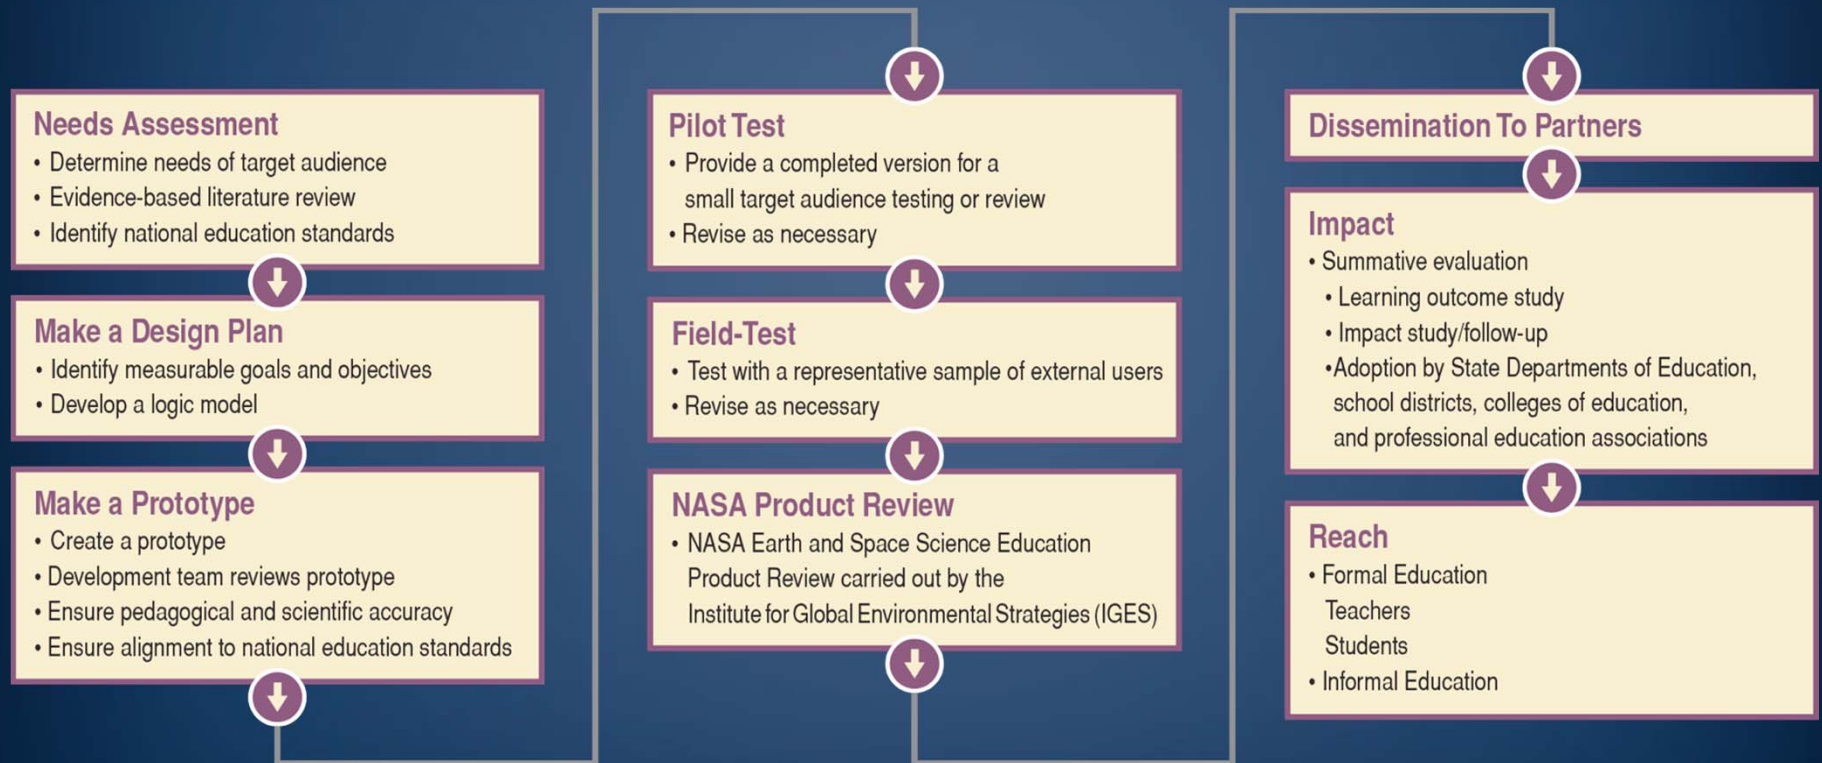 Needs Assessment
• Determine needs of target audience
• Evidence-based literature review
• Identify national education standards
Make a Design Plan
• Identify measurable goals and objectives
• Develop a logic model
Make a Prototype
• Create a prototype
• Development team reviews prototype
• Ensure pedagogical and scientific accuracy
• Ensure alignment to national education standards
Pilot Test
• Provide a completed version for a
small target audience testing or review
• Revise as necessary
Field-Test
• Test with a representative sample of external users
• Revise as necessary
NASA Product Review
• NASA Earth and Space Science Education
Product Review carried out by the
Institute for Global Environmental Strategies (IGES)
Dissemination To Partners
Impact
• Summative evaluation
• Learning outcome study
• Impact study/follow-up
•Adoption by State Departments of Education,
school districts, colleges of education,
and professional education associations
Reach
• Formal Education
Teachers
Students
• Informal Education